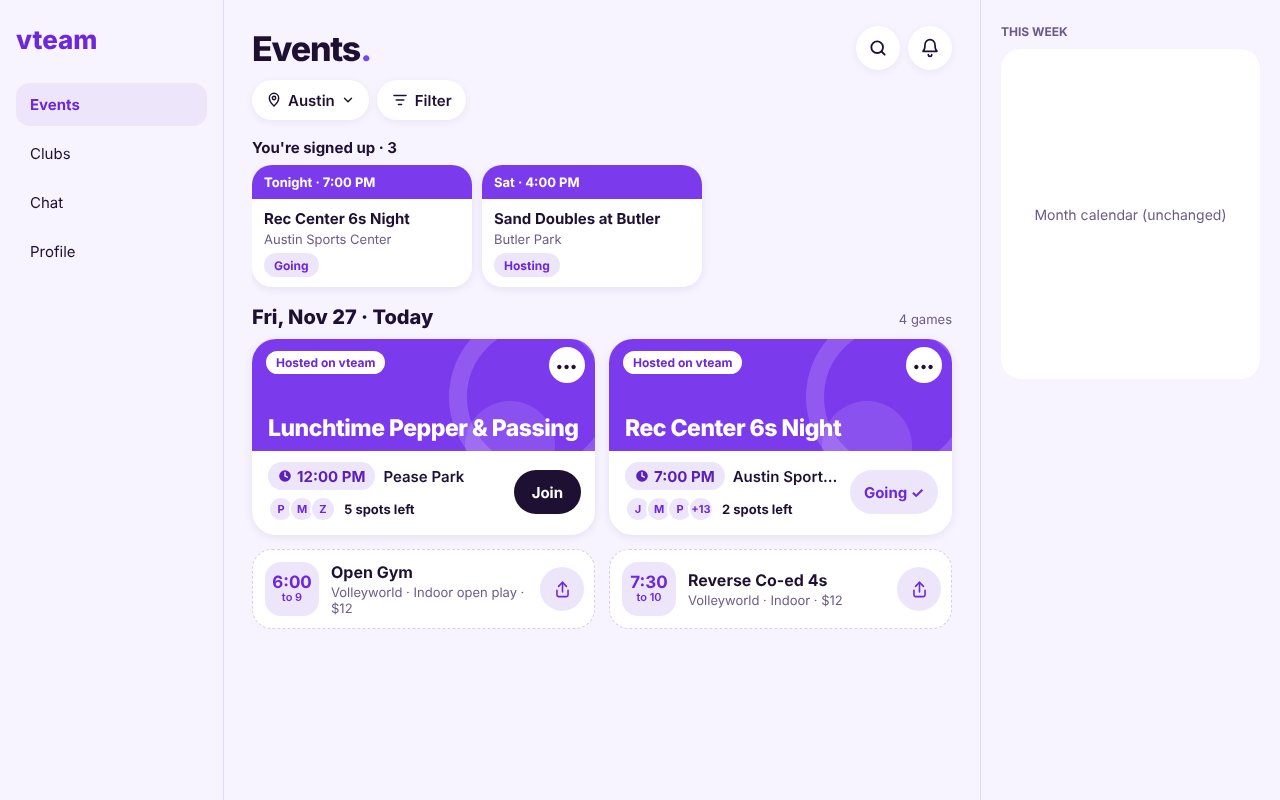 vteam
Events
Clubs
Chat
Profile
Events.
Austin
Filter
You're signed up · 3
Tonight · 7:00 PM
Rec Center 6s Night
Austin Sports Center
Going
Sat · 4:00 PM
Sand Doubles at Butler
Butler Park
Hosting
Fri, Nov 27 · Today
4 games
Hosted on vteam
Lunchtime Pepper & Passing
12:00 PM
Pease Park
P M Z
5 spots left
Join
Hosted on vteam
Rec Center 6s Night
7:00 PM
Austin Sport...
J M P +13
2 spots left
Going ✓
6:00
to 9
Open Gym
Volleyworld · Indoor open play ·
$12
7:30
to 10
Reverse Co-ed 4s
Volleyworld · Indoor · $12
THIS WEEK
Month calendar (unchanged)